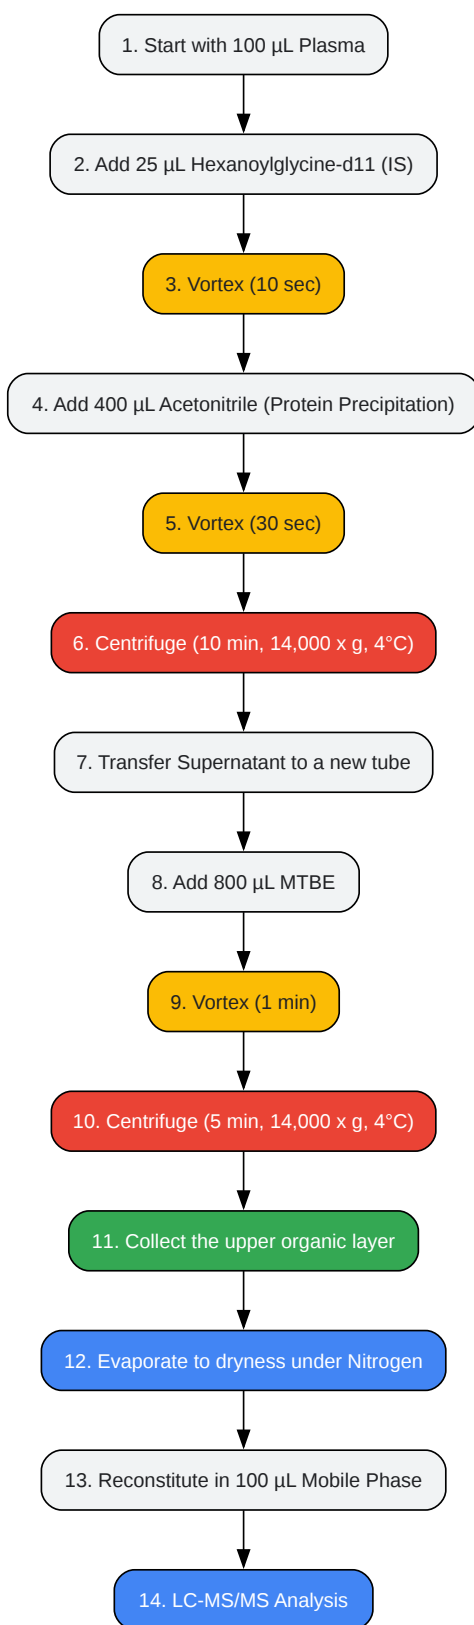 1. Start with 100 µL Plasma
2. Add 25 µL Hexanoylglycine-d11 (IS)
3. Vortex (10 sec)
4. Add 400 µL Acetonitrile (Protein Precipitation)
5. Vortex (30 sec)
6. Centrifuge (10 min, 14,000 x g, 4°C)
7. Transfer Supernatant to a new tube
8. Add 800 µL MTBE
9. Vortex (1 min)
10. Centrifuge (5 min, 14,000 x g, 4°C)
11. Collect the upper organic layer
12. Evaporate to dryness under Nitrogen
13. Reconstitute in 100 µL Mobile Phase
14. LC-MS/MS Analysis